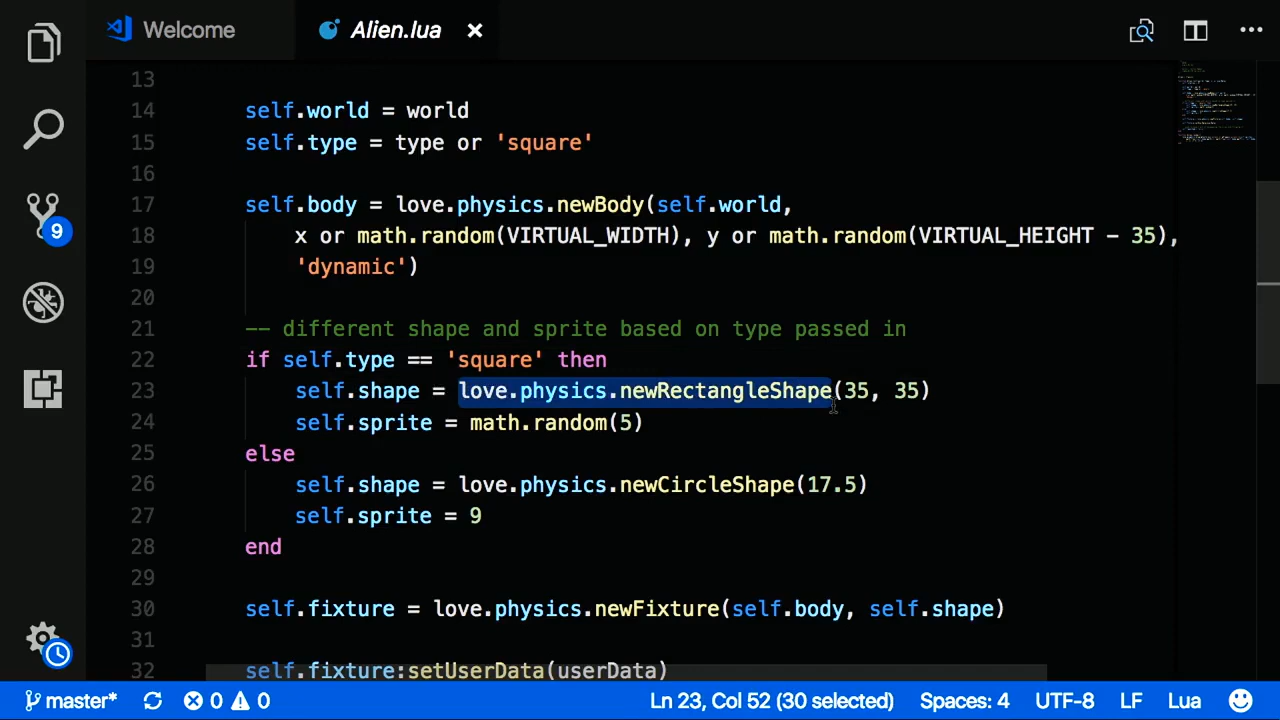 Welcome
Alien.lua
13
14 self.world = world
15 self.type = type or 'square'
16
17 self.body = love.physics.newBody(self.world,
18 x or math.random(VIRTUAL_WIDTH), y or math.random(VIRTUAL_HEIGHT - 35),
19 'dynamic')
20
21 -- different shape and sprite based on type passed in
22 if self.type == 'square' then
23 self.shape = love.physics.newRectangleShape(35, 35)
24 self.sprite = math.random(5)
25 else
26 self.shape = love.physics.newCircleShape(17.5)
27 self.sprite = 9
28 end
29
30 self.fixture = love.physics.newFixture(self.body, self.shape)
31
32 self.fixture:setUserData(userData)
9
master* 0 0 Ln 23, Col 52 (30 selected) Spaces: 4 UTF-8 LF Lua